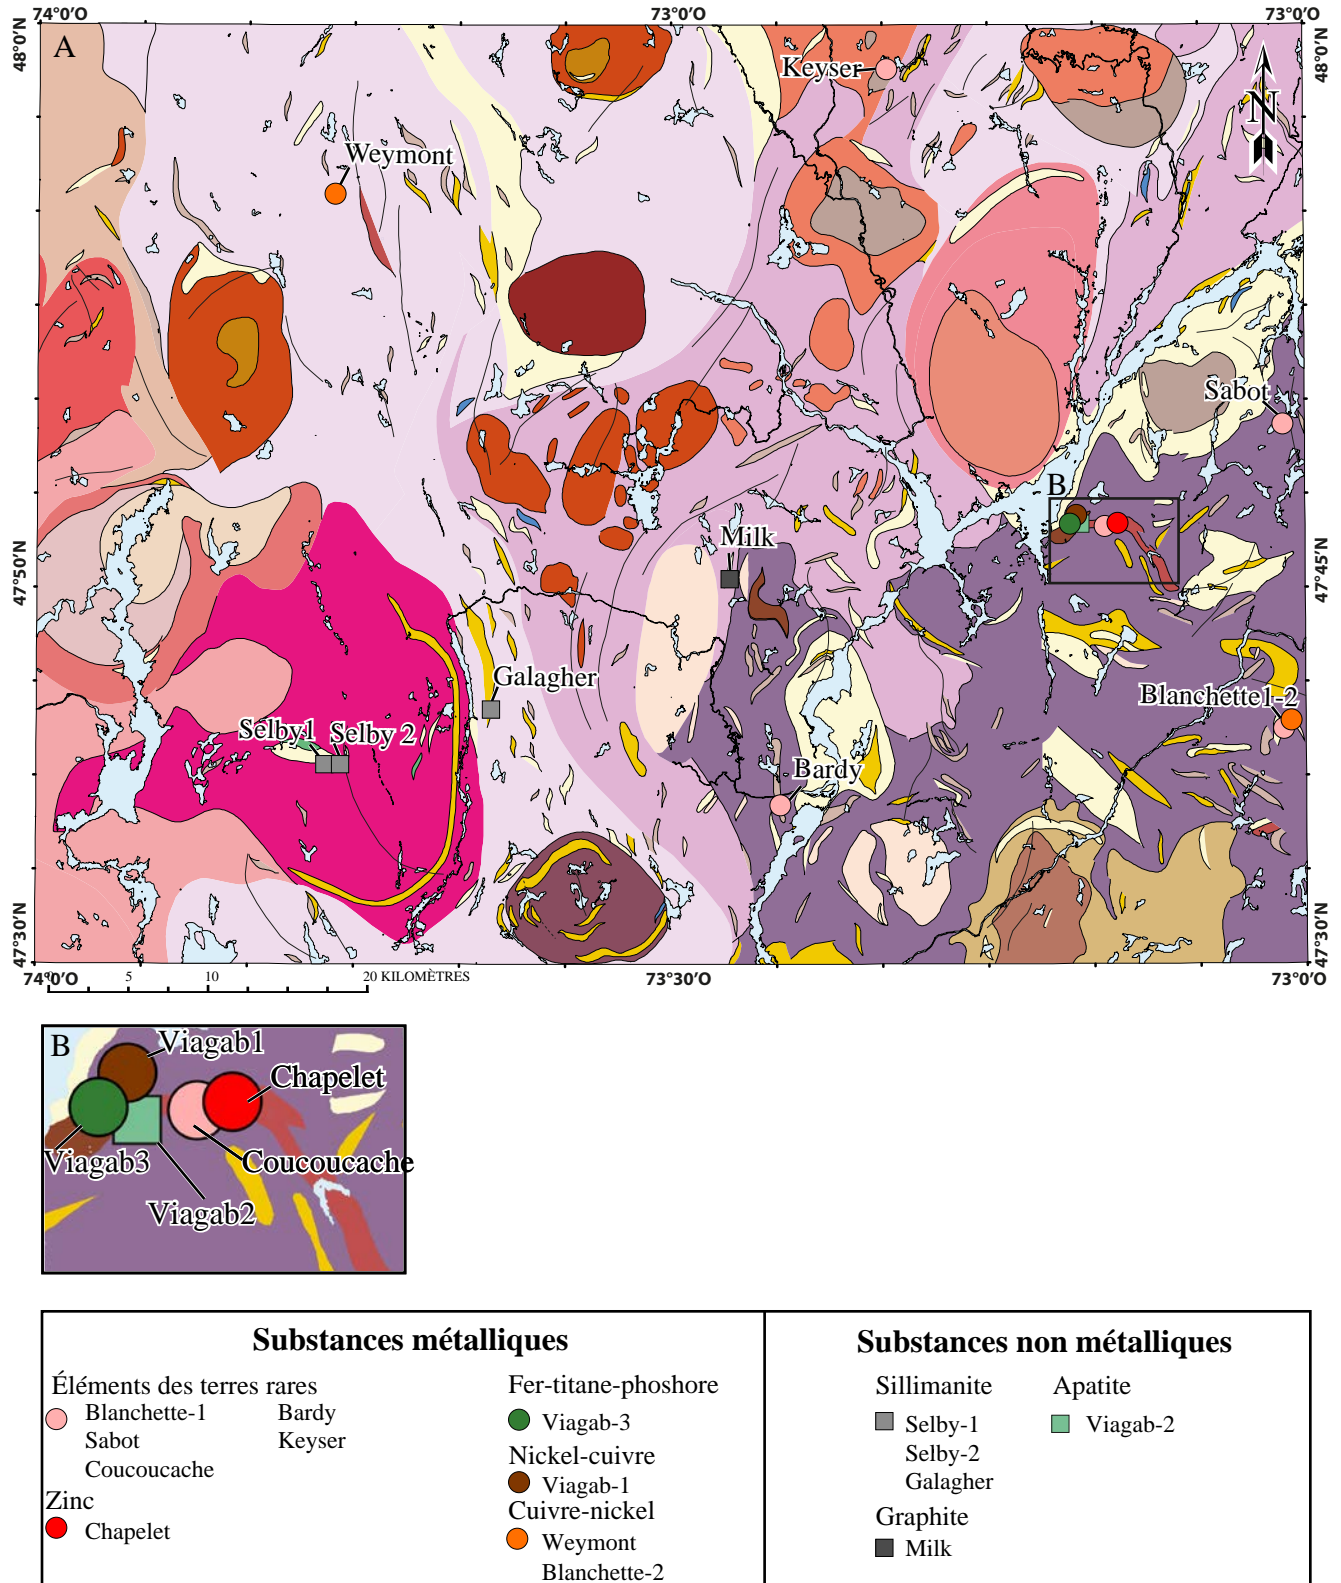 74°0'O
73°0'O
73°0'O
48°0'N
48°0'N
A
Keyser
N
Weymont
Sabot
B
Milk
47°50'N
47°45'N
Galagher
Selby1
Selby 2
Blanchette1-2
Bardy
47°30'N
47°30'N
74°0'O
73°30'O
73°0'O
5
10
20 KILOMÈTRES
B
Viagab1
Chapelet
Viagab3
Coucoucache
Viagab2
Substances métalliques
Éléments des terres rares
Blanchette-1
Bardy
Sabot
Keyser
Coucoucache
Zinc
Chapelet
Fer-titane-phoshore
Viagab-3
Nickel-cuivre
Viagab-1
Cuivre-nickel
Weymont
Blanchette-2
Substances non métalliques
Sillimanite
Apatite
Selby-1
Viagab-2
Selby-2
Galagher
Graphite
Milk